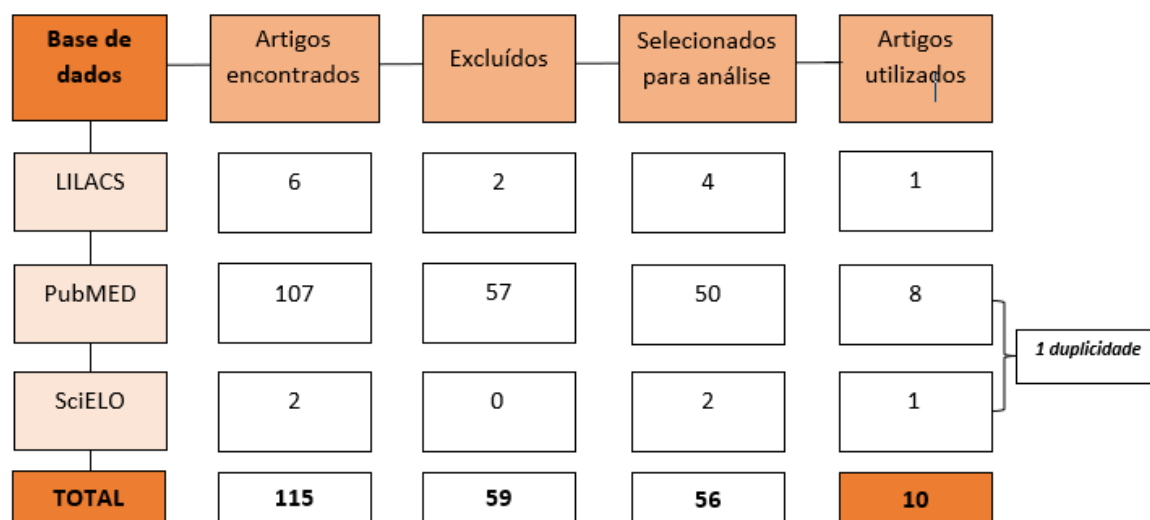 Base de
dados
Artigos
encontrados
Excluídos
Selecionados
para análise
Artigos
utilizados
LILACS
6
2
4
1
PubMED
107
57
50
8
1 duplicidade
SciELO
2
0
2
1
TOTAL
115
59
56
10